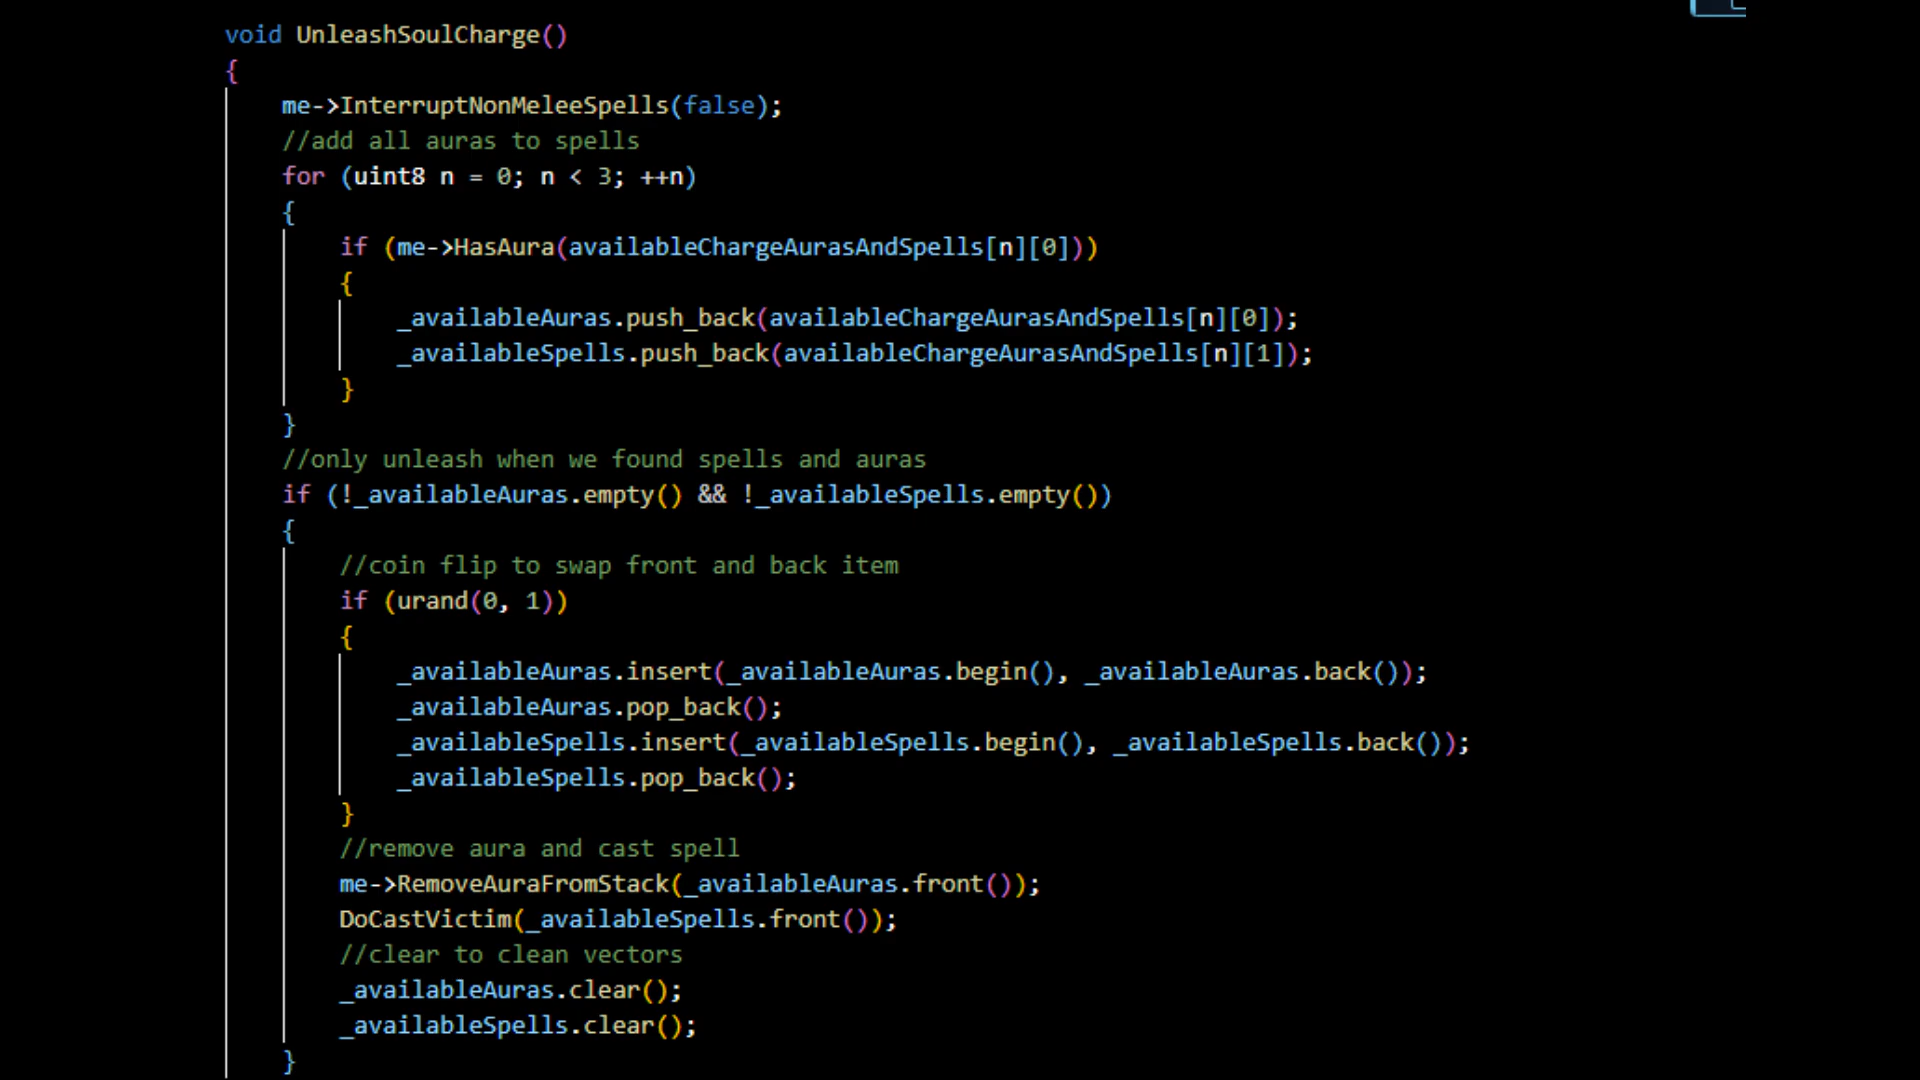 void UnleashSoulCharge()
{
    me->InterruptNonMeleeSpells(false);
    //add all auras to spells
    for (uint8 n = 0; n < 3; ++n)
    {
        if (me->HasAura(availableChargeAurasAndSpells[n][0]))
        {
            _availableAuras.push_back(availableChargeAurasAndSpells[n][0]);
            _availableSpells.push_back(availableChargeAurasAndSpells[n][1]);
        }
    }
    //only unleash when we found spells and auras
    if (!_availableAuras.empty() && !_availableSpells.empty())
    {
        //coin flip to swap front and back item
        if (urand(0, 1))
        {
            _availableAuras.insert(_availableAuras.begin(), _availableAuras.back());
            _availableAuras.pop_back();
            _availableSpells.insert(_availableSpells.begin(), _availableSpells.back());
            _availableSpells.pop_back();
        }
        //remove aura and cast spell
        me->RemoveAuraFromStack(_availableAuras.front());
        DoCastVictim(_availableSpells.front());
        //clear to clean vectors
        _availableAuras.clear();
        _availableSpells.clear();
    }